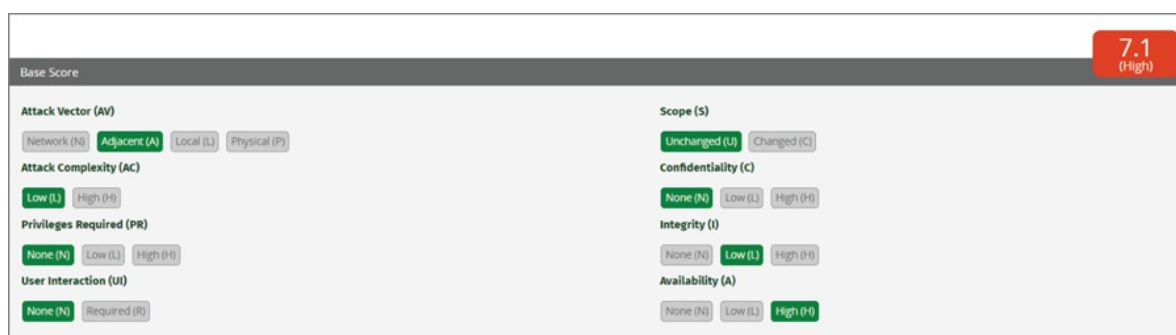 7.1
(High)
Base Score
Attack Vector (AV)
Network (N) Adjacent (A) Local (L) Physical (P)
Attack Complexity (AC)
Low (L) High (H)
Privileges Required (PR)
None (N) Low (L) High (H)
User Interaction (UI)
None (N) Required (R)
Scope (S)
Unchanged (U) Changed (C)
Confidentiality (C)
None (N) Low (L) High (H)
Integrity (I)
None (N) Low (L) High (H)
Availability (A)
None (N) Low (L) High (H)